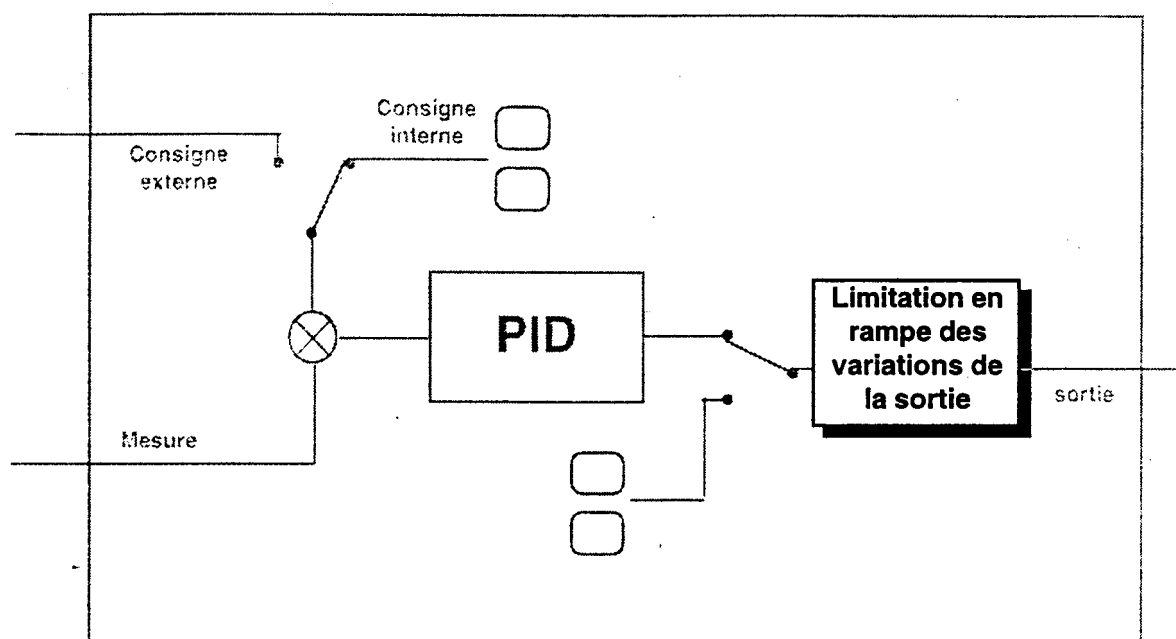 Consigne
interne
Consigne
externe
PID
Limitation en
rampe des
variations de
la sortie
sortie
Mesure